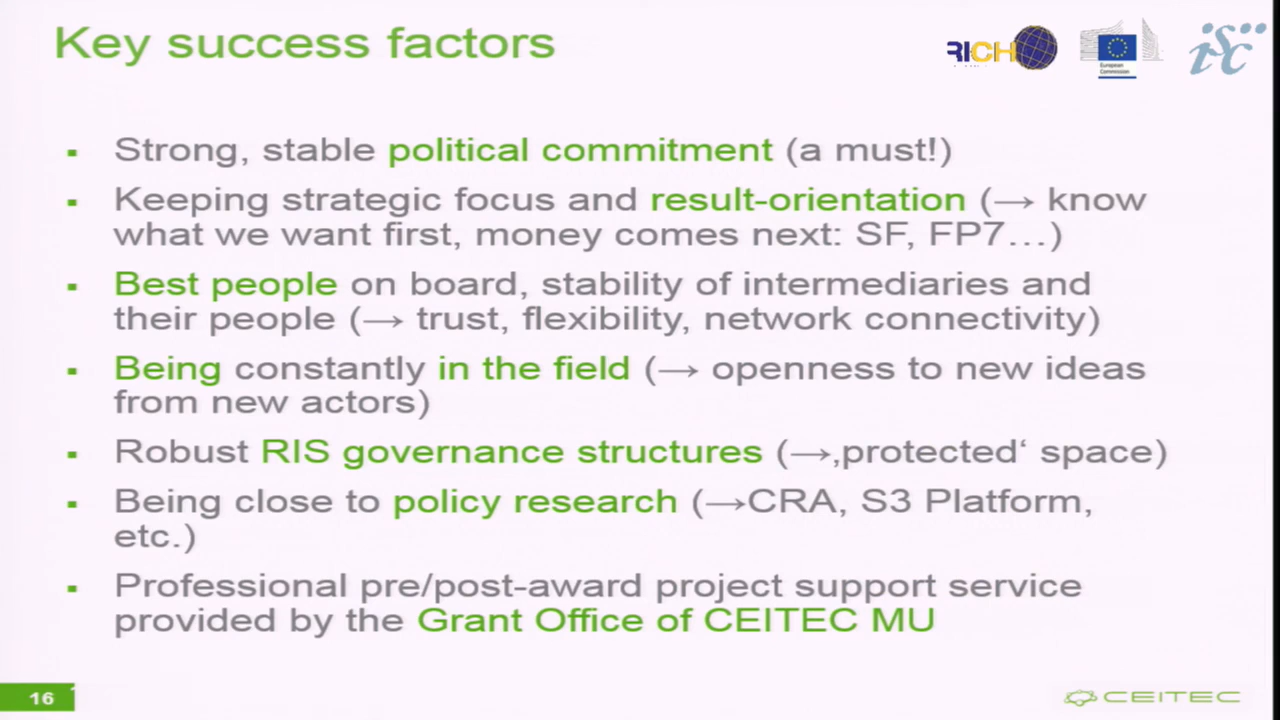 Key success factors
RICH
European
Commission
isc
▪ Strong, stable political commitment (a must!)
▪ Keeping strategic focus and result-orientation (→ know
what we want first, money comes next: SF, FP7…)
▪ Best people on board, stability of intermediaries and
their people (→ trust, flexibility, network connectivity)
▪ Being constantly in the field (→ openness to new ideas
from new actors)
▪ Robust RIS governance structures (→‚protected‘ space)
▪ Being close to policy research (→CRA, S3 Platform,
etc.)
▪ Professional pre/post-award project support service
provided by the Grant Office of CEITEC MU
16
CEITEC